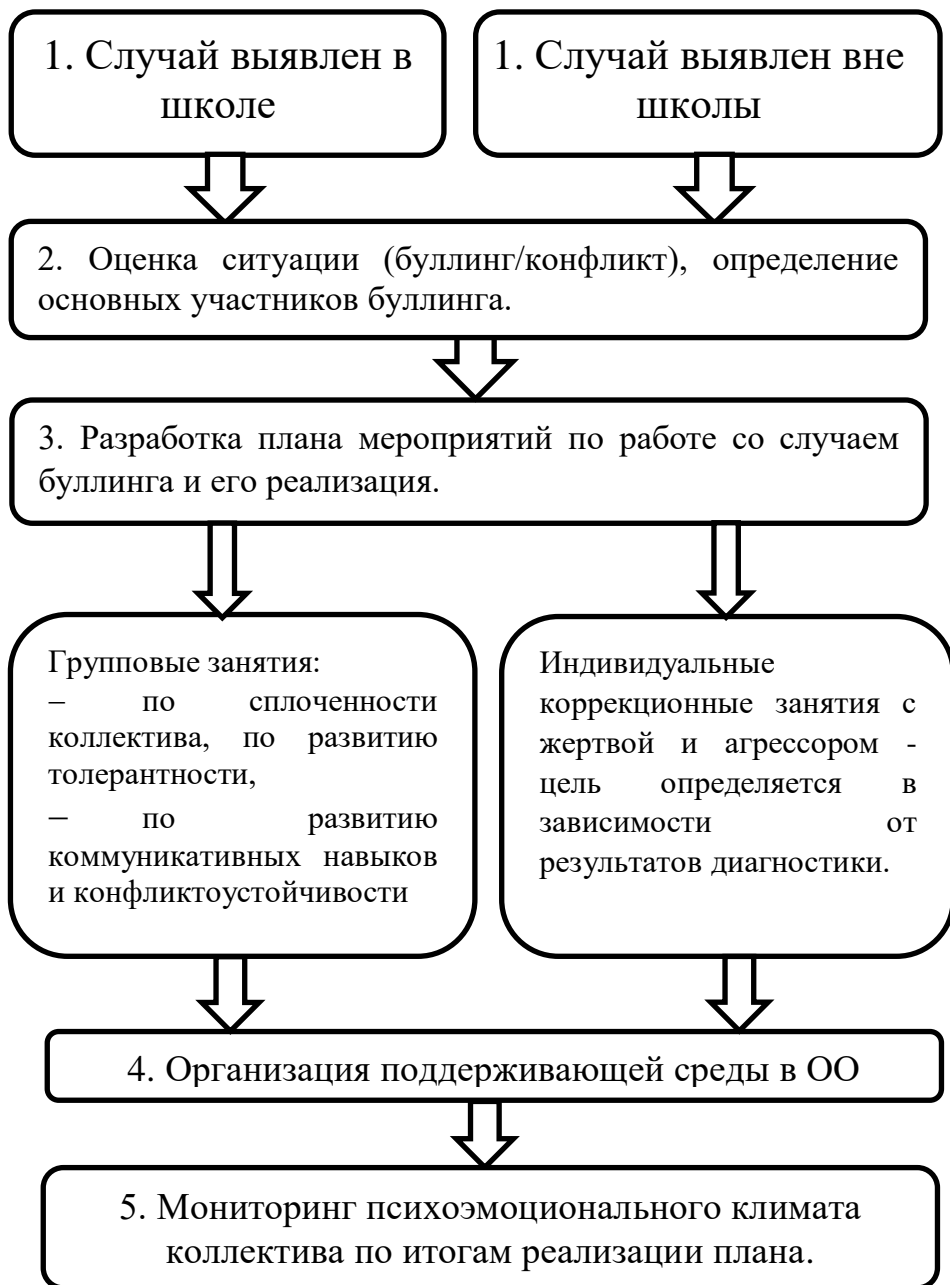 1. Случай выявлен в
школе
1. Случай выявлен вне
школы
2. Оценка ситуации (буллинг/конфликт), определение
основных участников буллинга.
3. Разработка плана мероприятий по работе со случаем
буллинга и его реализация.
Групповые занятия:
– по сплоченности
коллектива, по развитию
толерантности,
– по развитию
коммуникативных навыков
и конфликтоустойчивости
Индивидуальные
коррекционные занятия с
жертвой и агрессором -
цель определяется в
зависимости от
результатов диагностики.
4. Организация поддерживающей среды в ОО
5. Мониторинг психоэмоционального климата
коллектива по итогам реализации плана.